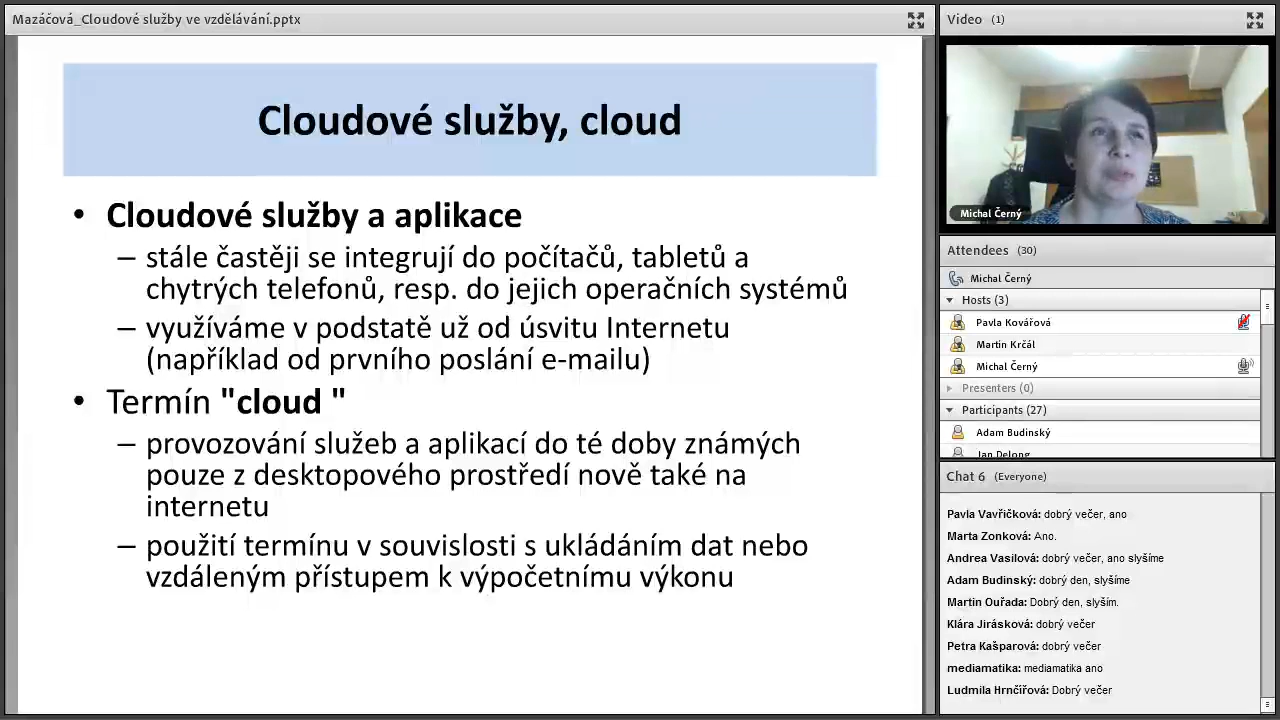 Mazáčová_Cloudové služby ve vzdělávání.pptx
Cloudové služby, cloud
• Cloudové služby a aplikace
– stále častěji se integrují do počítačů, tabletů a
chytrých telefonů, resp. do jejich operačních systémů
– využíváme v podstatě už od úsvitu Internetu
(například od prvního poslání e-mailu)
• Termín "cloud "
– provozování služeb a aplikací do té doby známých
pouze z desktopového prostředí nově také na
internetu
– použití termínu v souvislosti s ukládáním dat nebo
vzdáleným přístupem k výpočetnímu výkonu
Video (1)
Michal Černý
Attendees (30)
Michal Černý
Hosts (3)
Pavla Kovářová
Martin Krčál
Michal Černý
Presenters (0)
Participants (27)
Adam Budinský
Jan Delong
Chat 6 (Everyone)
Pavla Vavřičková: dobrý večer, ano
Marta Zonková: Ano.
Andrea Vasilová: dobrý večer, ano slyšíme
Adam Budinský: dobrý den, slyšíme
Martin Ouřada: Dobrý den, slyším.
Klára Jirásková: dobrý večer
Petra Kašparová: dobrý večer
mediamatika: mediamatika ano
Ludmila Hrnčířová: Dobrý večer